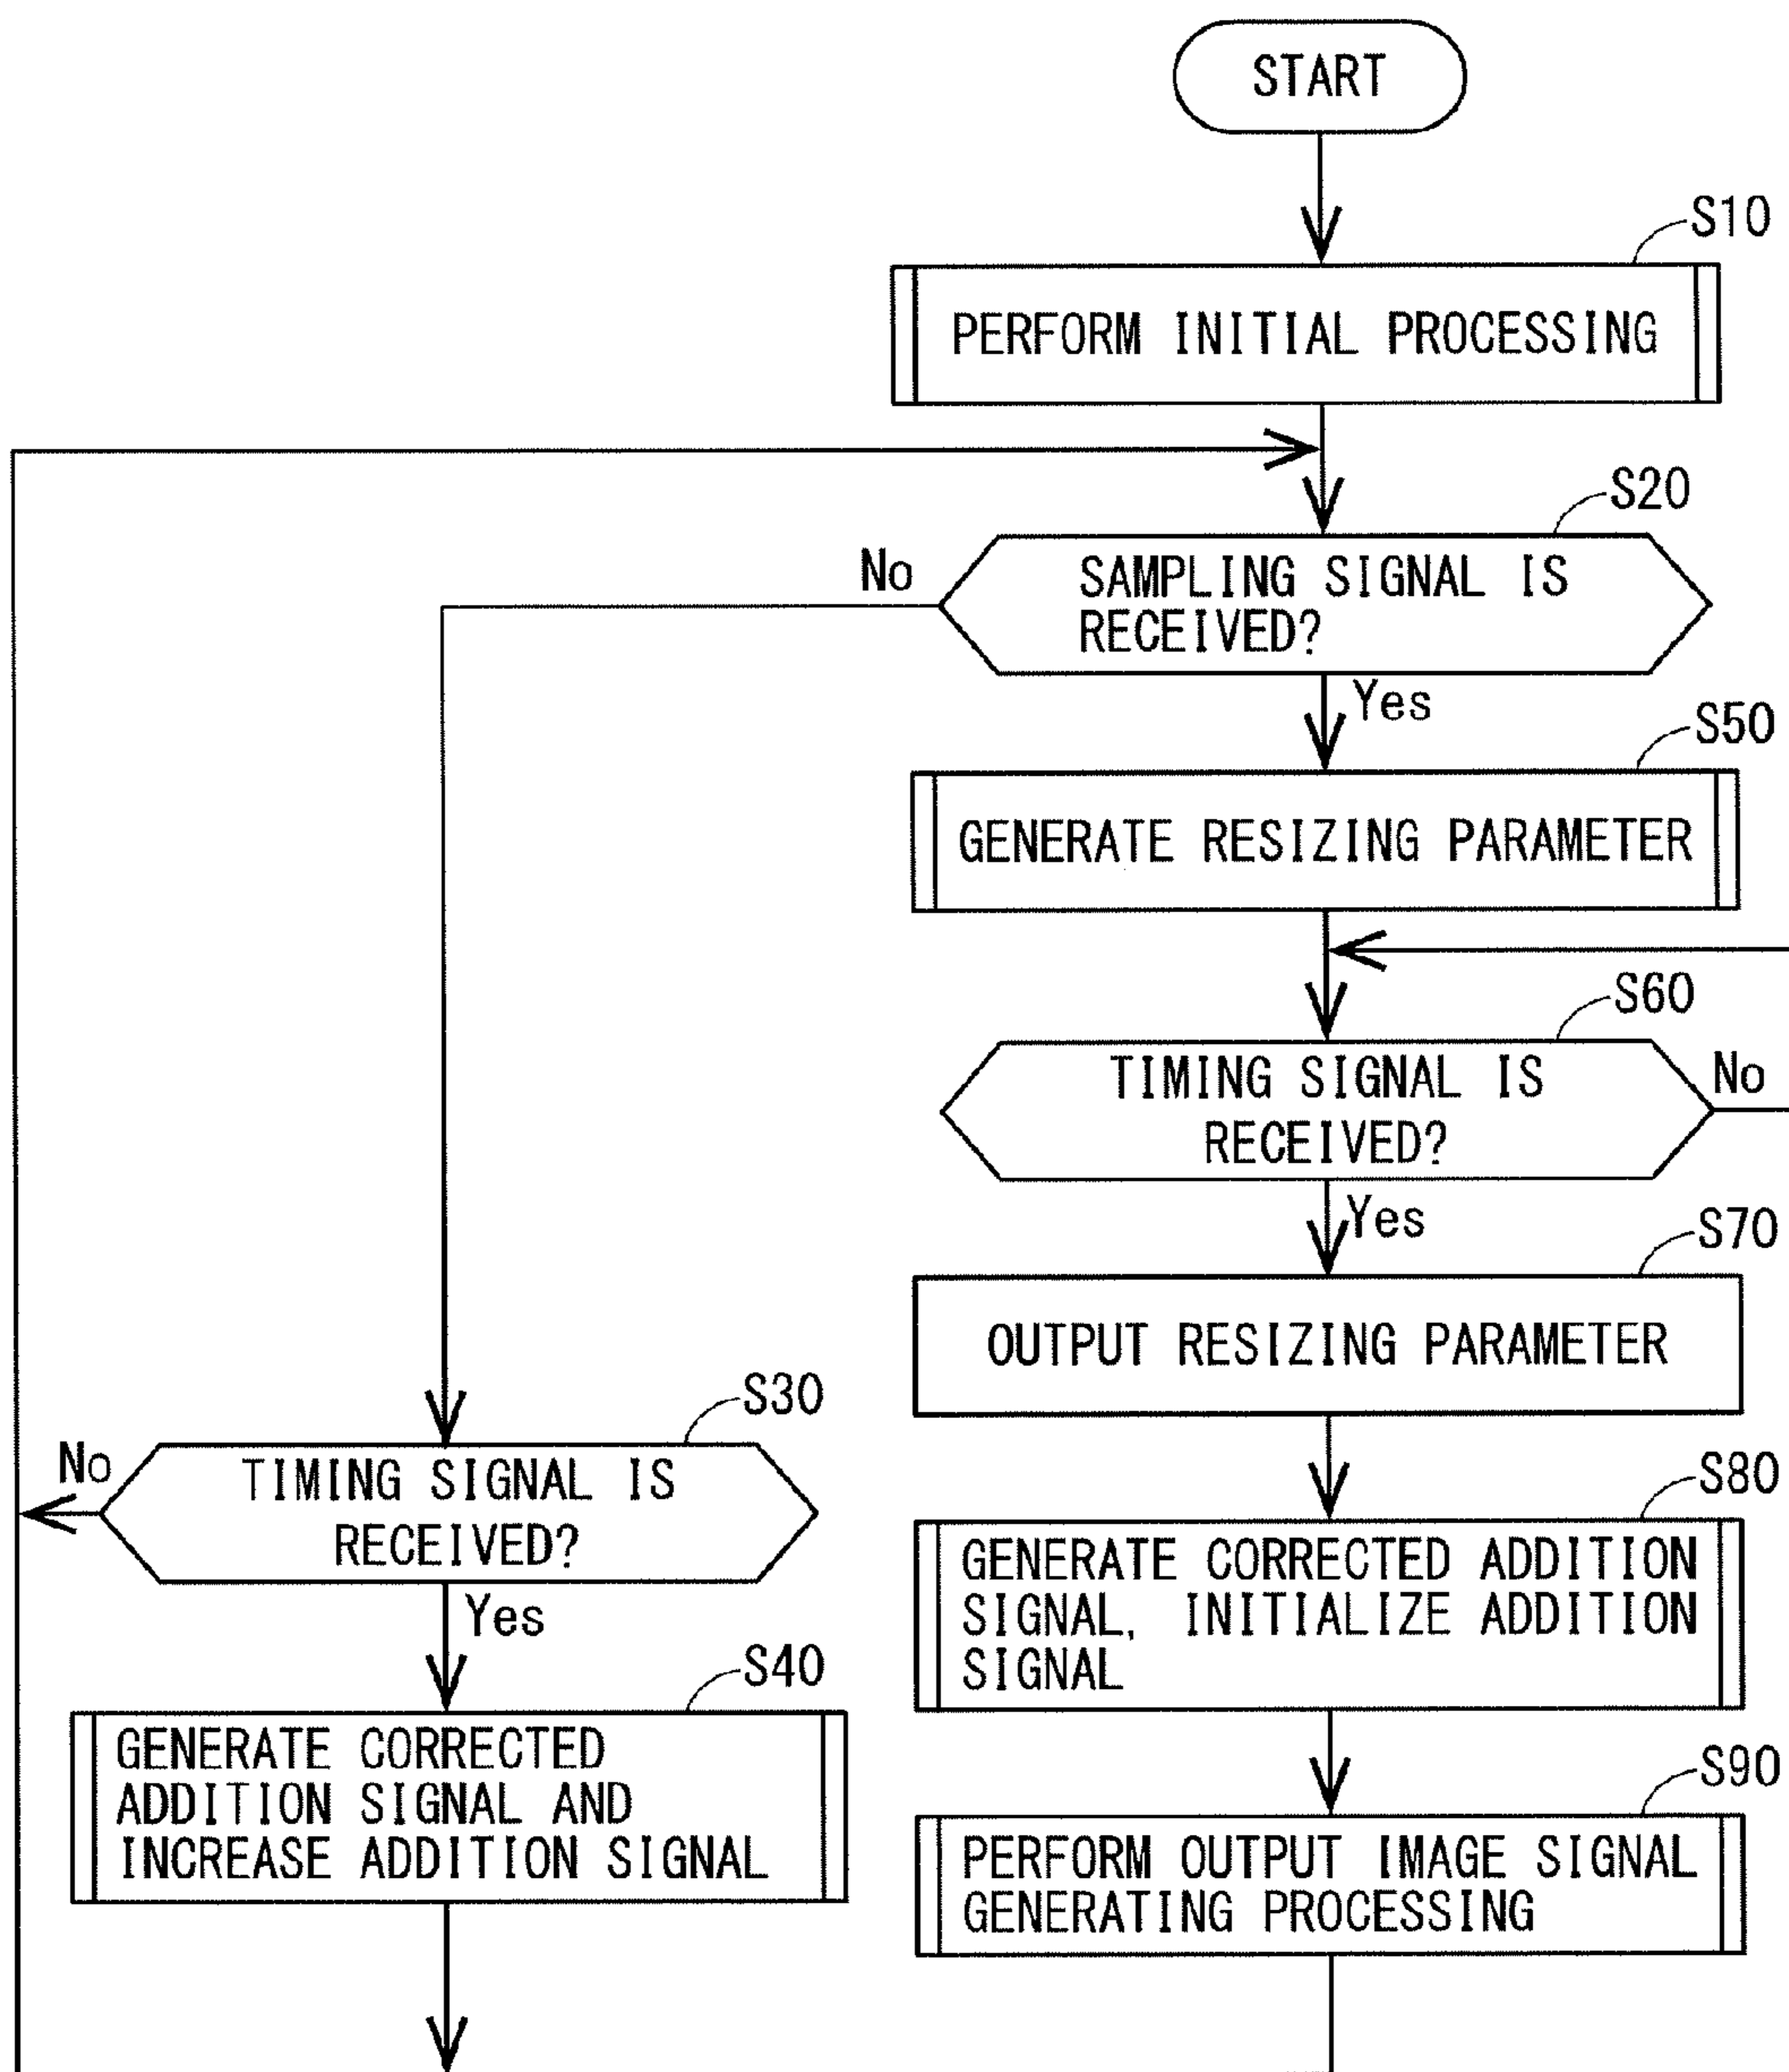 START
S10
PERFORM INITIAL PROCESSING
S20
No
SAMPLING SIGNAL IS
RECEIVED?
Yes
S50
GENERATE RESIZING PARAMETER
S60
TIMING SIGNAL IS
RECEIVED?
No
Yes
S70
OUTPUT RESIZING PARAMETER
S30
No
TIMING SIGNAL IS
RECEIVED?
Yes
S80
GENERATE CORRECTED ADDITION
SIGNAL, INITIALIZE ADDITION
SIGNAL
S40
GENERATE CORRECTED
ADDITION SIGNAL AND
INCREASE ADDITION SIGNAL
S90
PERFORM OUTPUT IMAGE SIGNAL
GENERATING PROCESSING